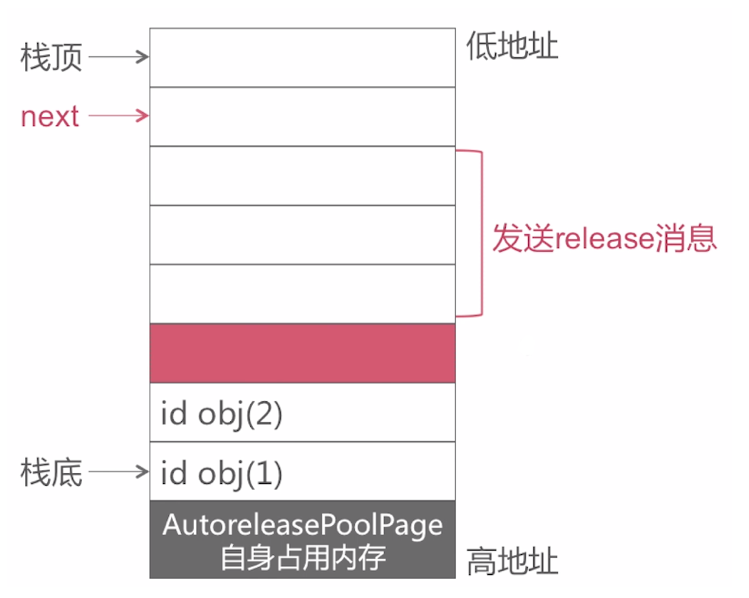 栈顶
低地址
next
发送release消息
id obj(2)
栈底
id obj(1)
AutoreleasePoolPage
自身占用内存
高地址